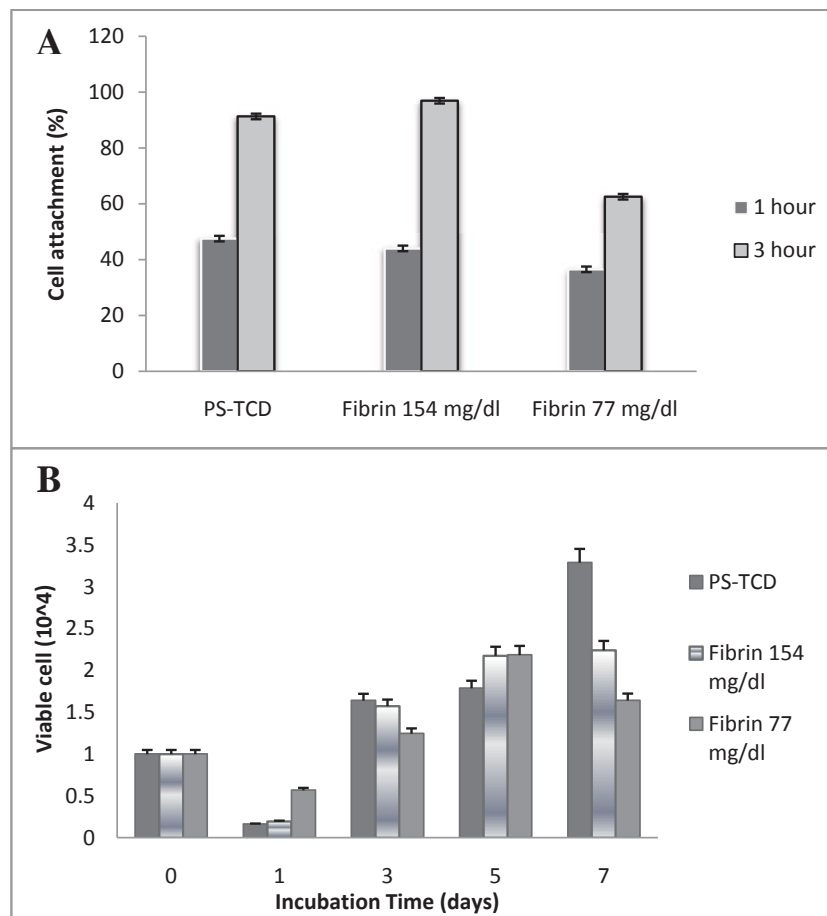 A
120
100
80
60
40
20
0
Cell attachment (%)
PS-TCD
Fibrin 154 mg/dl
Fibrin 77 mg/dl
1 hour
3 hour
B
4
3.5
3
2.5
2
1.5
1
0.5
0
Viable cell (10^4)
0
1
3
5
7
Incubation Time (days)
PS-TCD
Fibrin 154
mg/dl
Fibrin 77
mg/dl